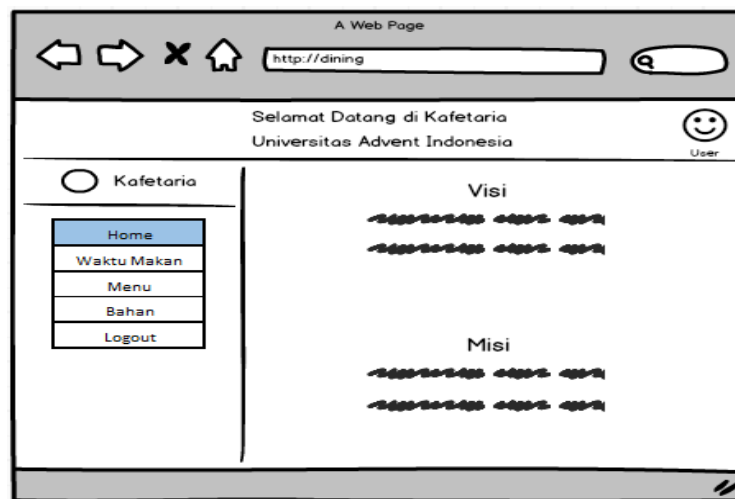 A Web Page
http://dining
Selamat Datang di Kafetaria
Universitas Advent Indonesia
User
Kafetaria
Home
Waktu Makan
Menu
Bahan
Logout
Visi
Misi